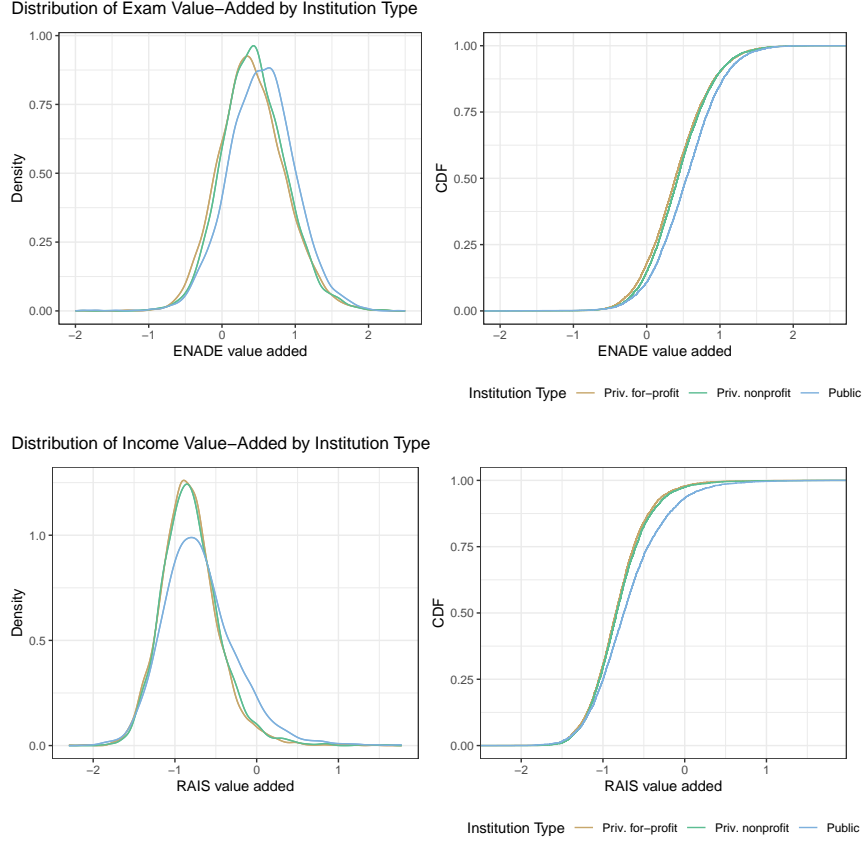 Distribution of Exam Value−Added by Institution Type
1.00
0.75
0.50
0.25
0.00
Density
−2 −1 0 1 2
ENADE value added
1.00
0.75
0.50
0.25
0.00
CDF
−2 −1 0 1 2
ENADE value added
Institution Type Priv. for−profit Priv. nonprofit Public
Distribution of Income Value−Added by Institution Type
1.0
0.5
0.0
Density
−2 −1 0 1
RAIS value added
1.00
0.75
0.50
0.25
0.00
CDF
−2 −1 0 1
RAIS value added
Institution Type Priv. for−profit Priv. nonprofit Public